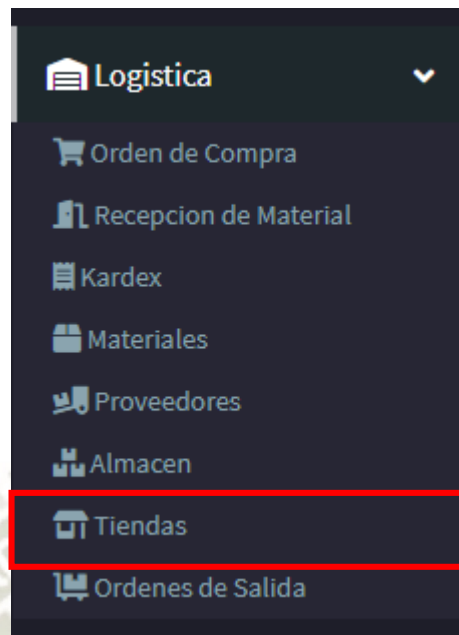 Logistica
Orden de Compra
Recepcion de Material
Kardex
Materiales
Proveedores
Almacen
Tiendas
Ordenes de Salida